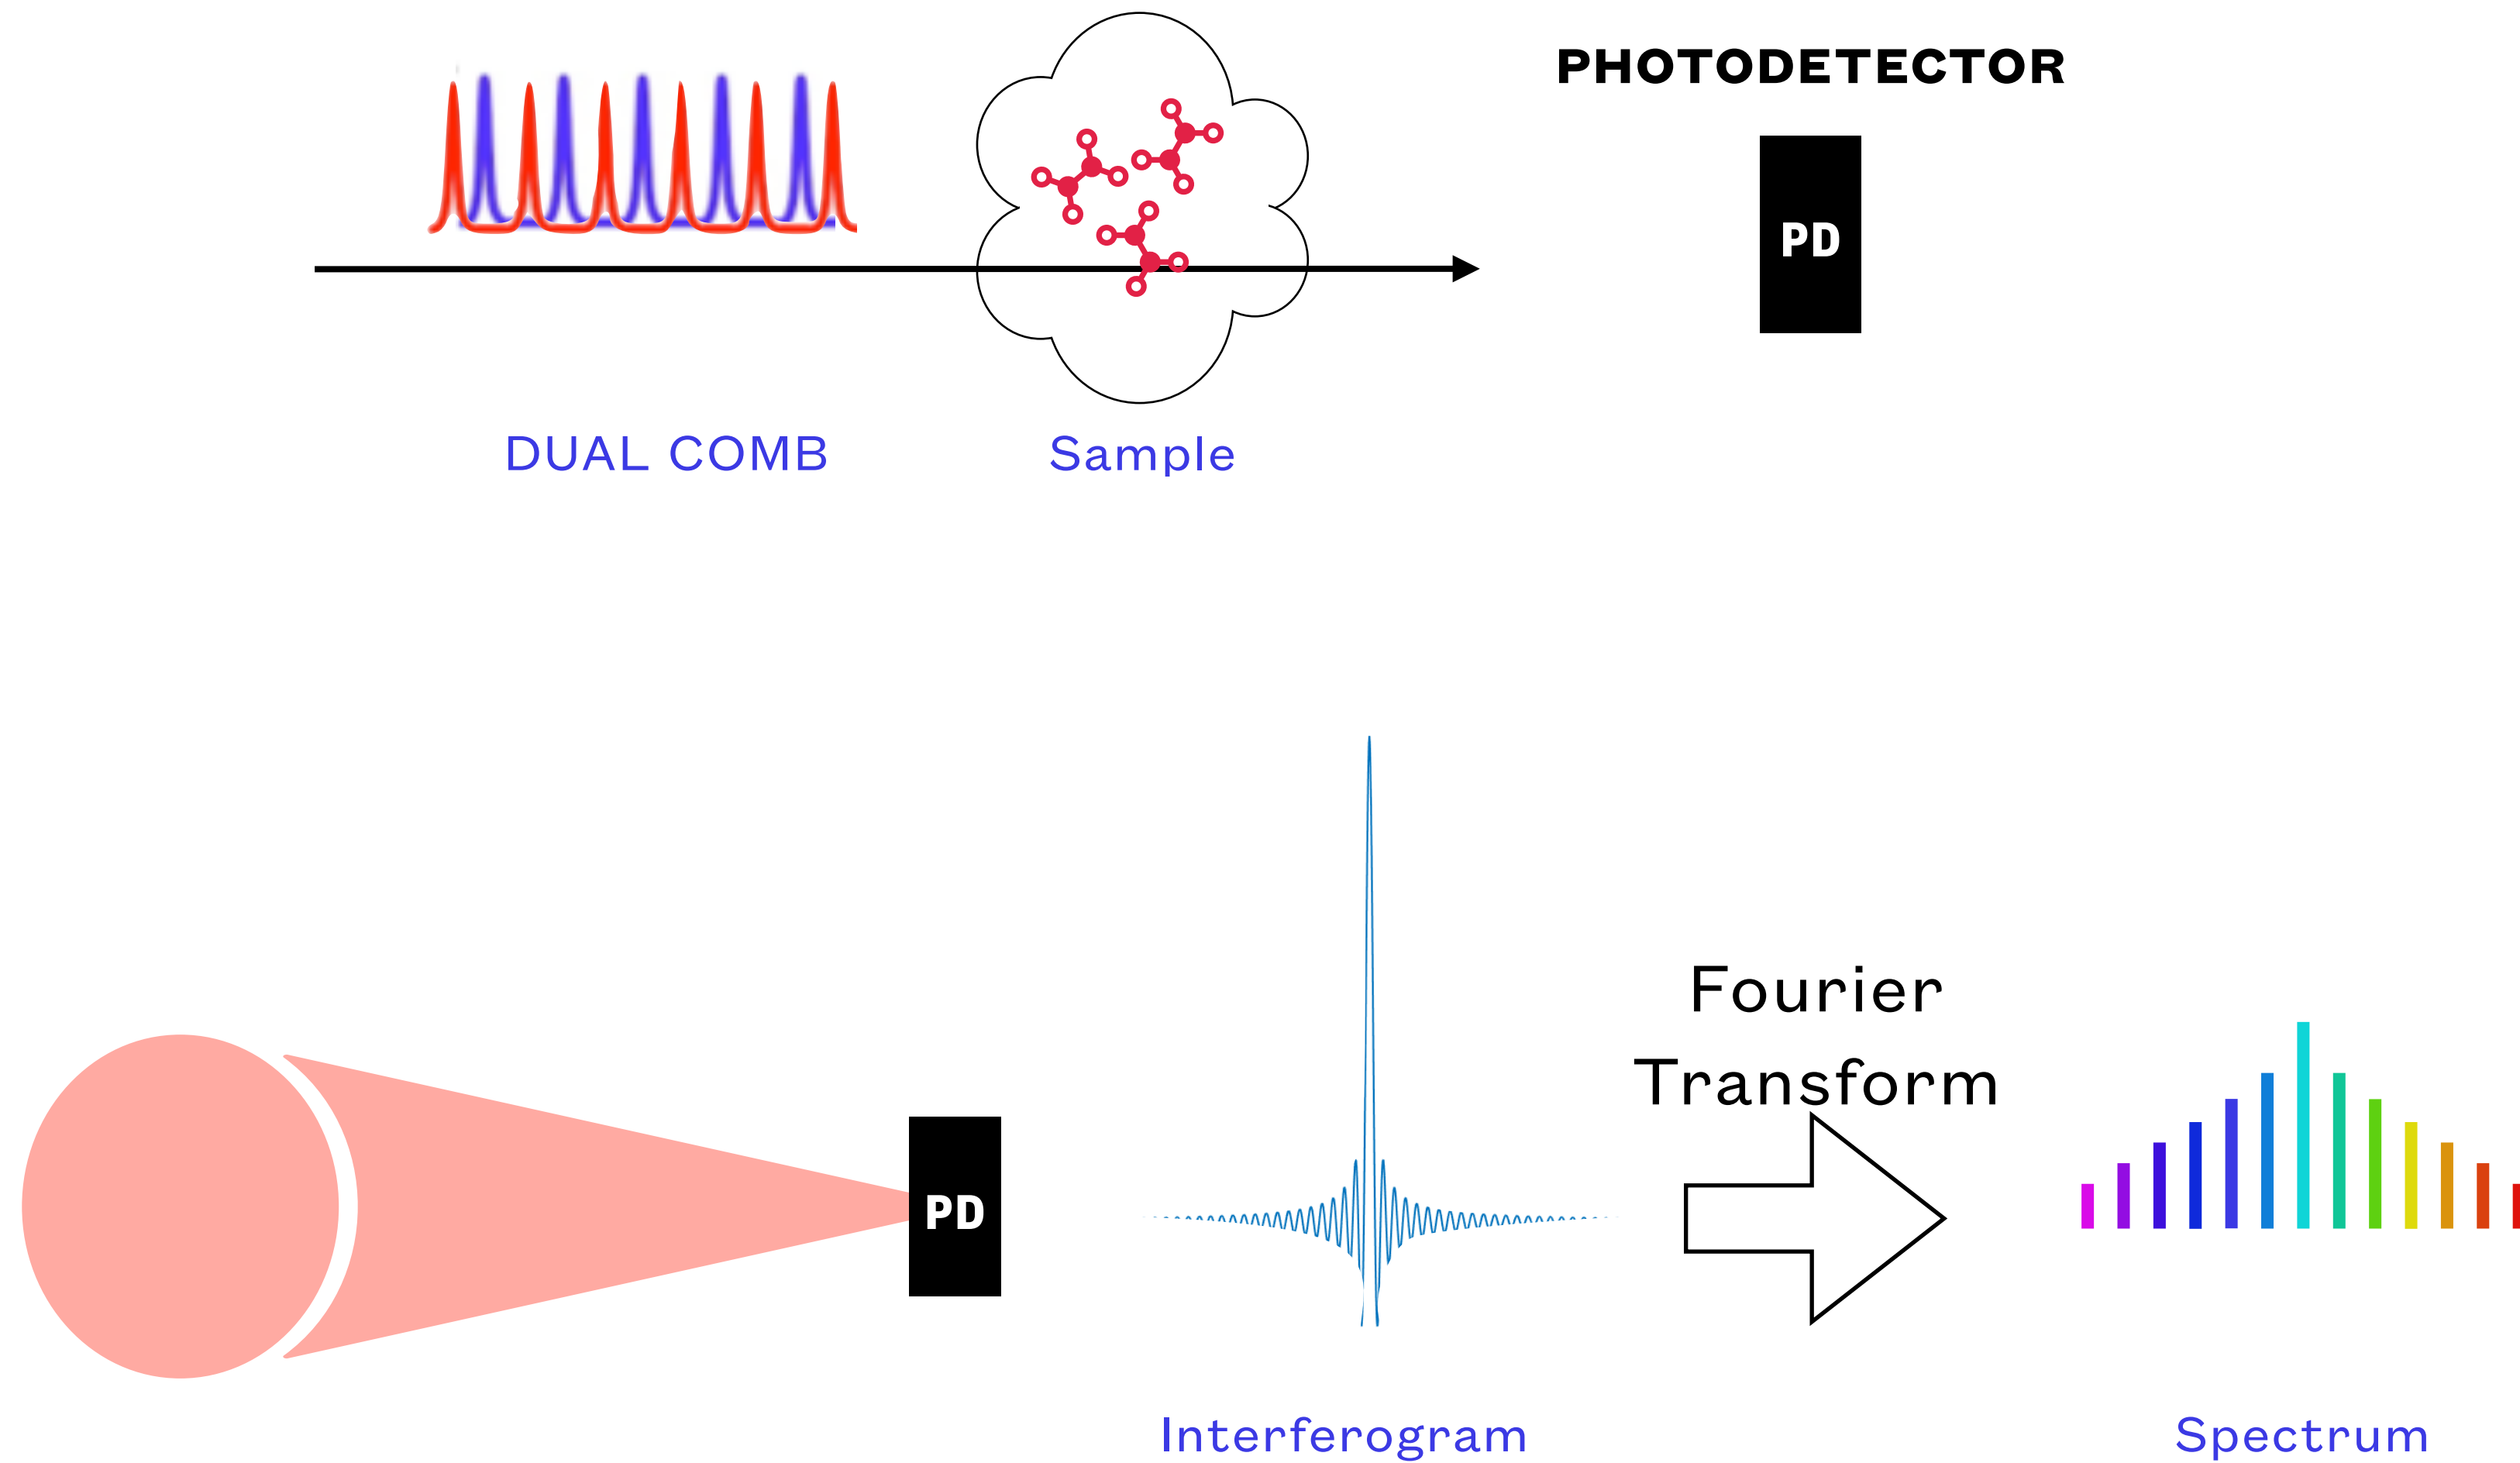 PHOTODETECTOR
PD
DUAL COMB
Sample
Fourier
Transform
PD
Interferogram
Spectrum